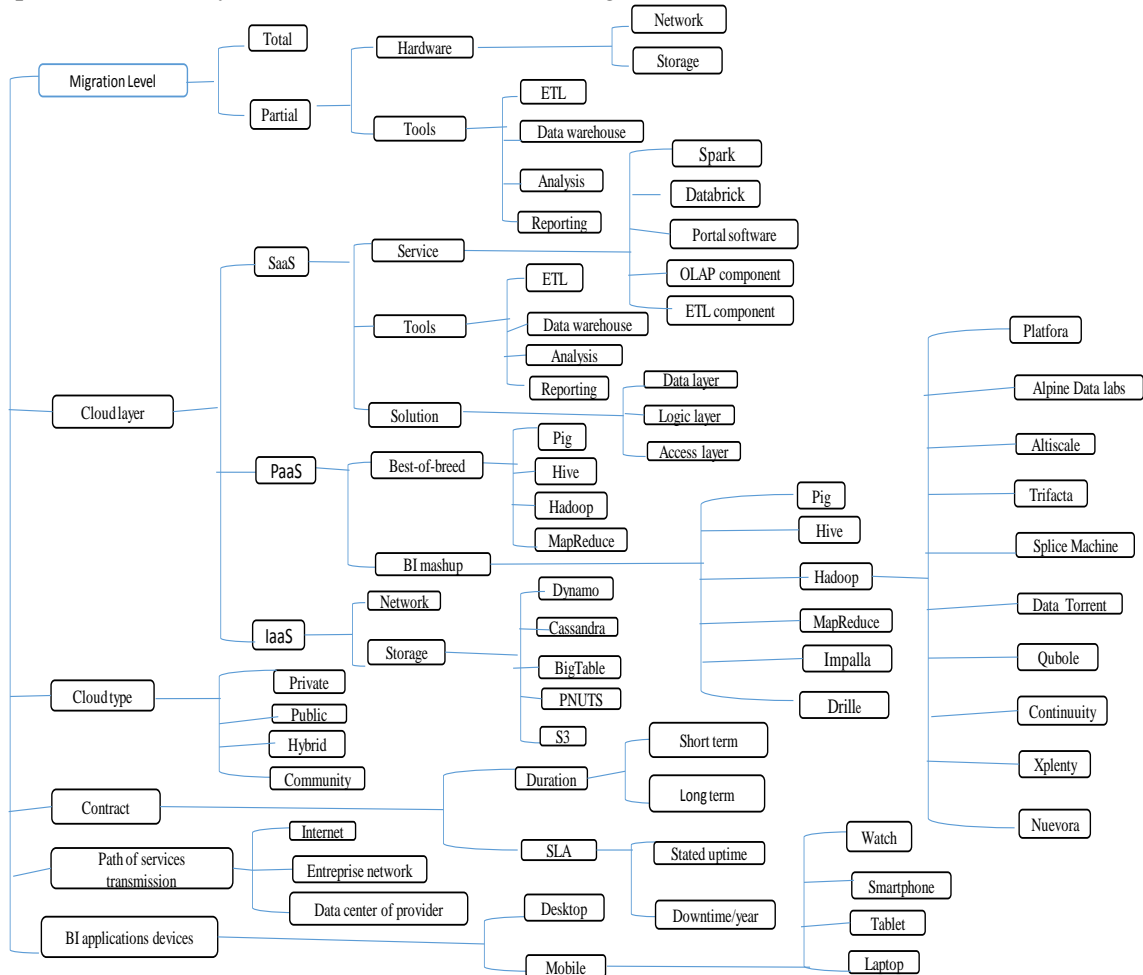 Network
Total
Hardware
Storage
Migration Level
ETL
Partial
Tools
Data warehouse
Spark
Analysis
Databrick
Reporting
Portal software
Service
SaaS
OLAP component
ETL
ETL component
Tools
Data warehouse
Platfora
Analysis
Data layer
Reporting
Alpine Data labs
Cloud layer
Solution
Logic layer
Pig
Access layer
Altiscale
PaaS
Best-of-breed
Hive
Pig
Trifacta
Hadoop
Hive
MapReduce
Splice Machine
BI mashup
Hadoop
Dynamo
Network
Data Torrent
IaaS
Cassandra
MapReduce
Storage
BigTable
Impalla
Qubole
Private
Cloud type
PNUTS
Drille
Continuuity
Public
S3
Hybrid
Short term
Community
Duration
Xplenty
Contract
Long term
Internet
Nuevora
Watch
SLA
Stated uptime
Path of services
transmission
Entreprise network
Smartphone
Data center of provider
Desktop
Downtime/year
Tablet
BI applications devices
Mobile
Laptop